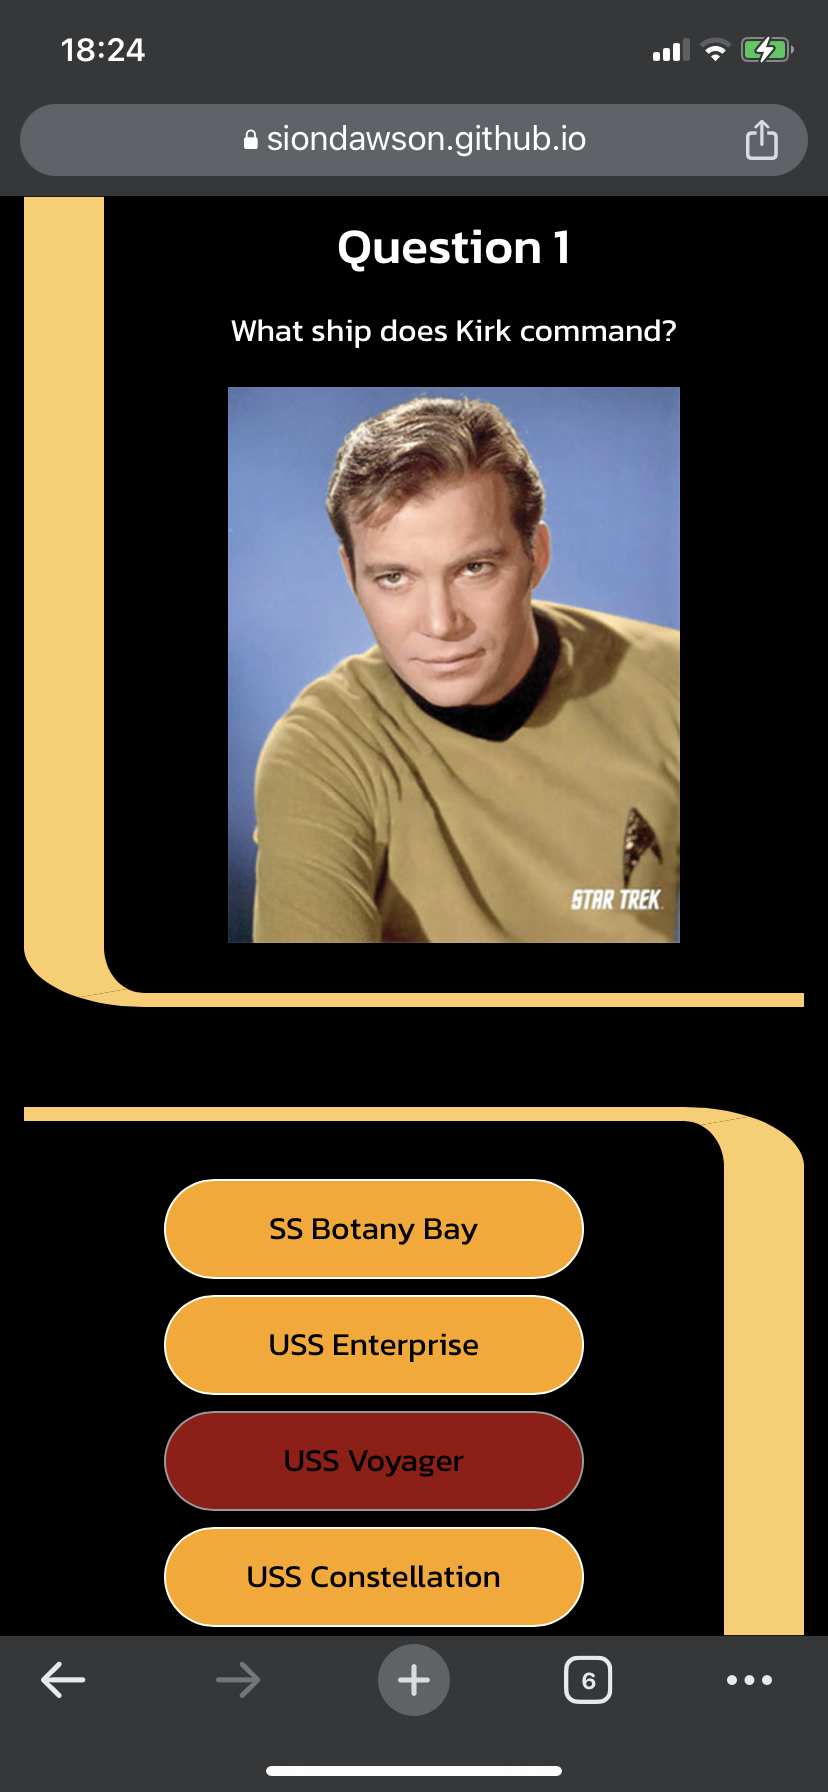 18:24
siondawson.github.io
Question 1
What ship does Kirk command?
STAR TREK
SS Botany Bay
USS Enterprise
USS Voyager
USS Constellation
6